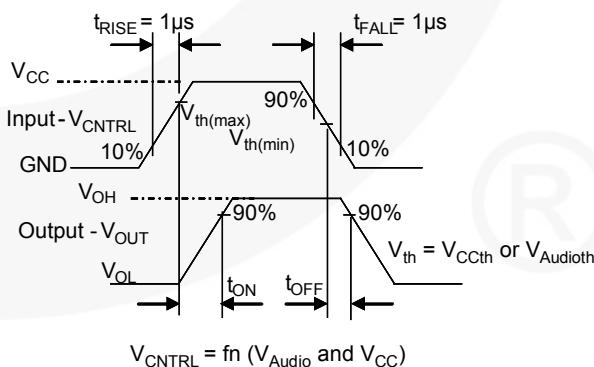 tRISE = 1µs
tFALL = 1µs
VCC
90%
Vth(max)
Input - VCNTRL
Vth(min)
10%
10%
GND
VOH
90%
90%
Output - VOUT
Vth = VCCth or VAudioth
VOL
tON
tOFF
VCNTRL = fn (VAudio and VCC)
®